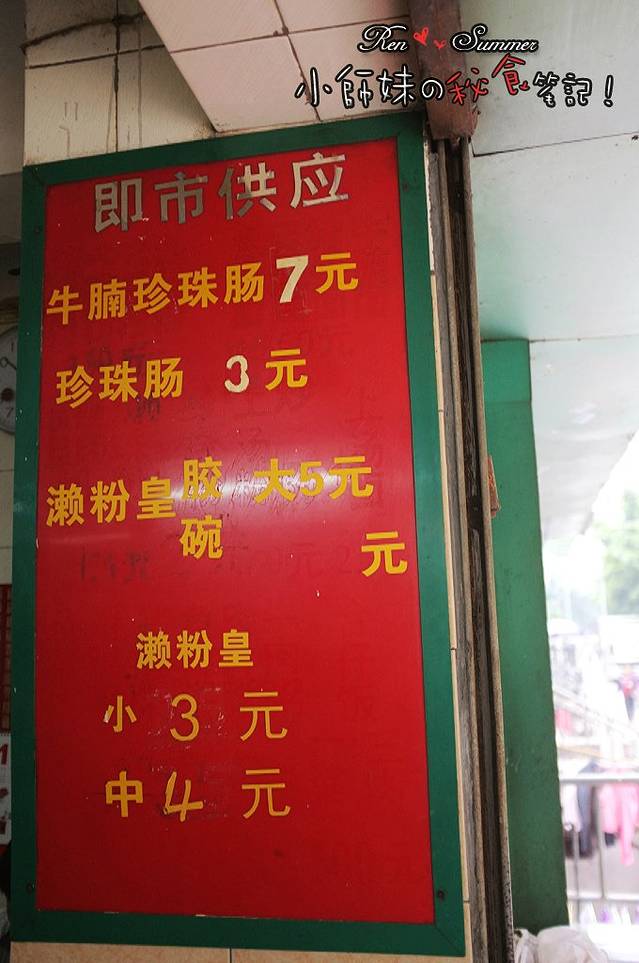 Ren Summer
小師妹の秘食笔記！
即市供应
牛腩珍珠肠7元
珍珠肠 3元
濑粉皇胶碗 大5元
元
濑粉皇
小 3 元
中 4 元